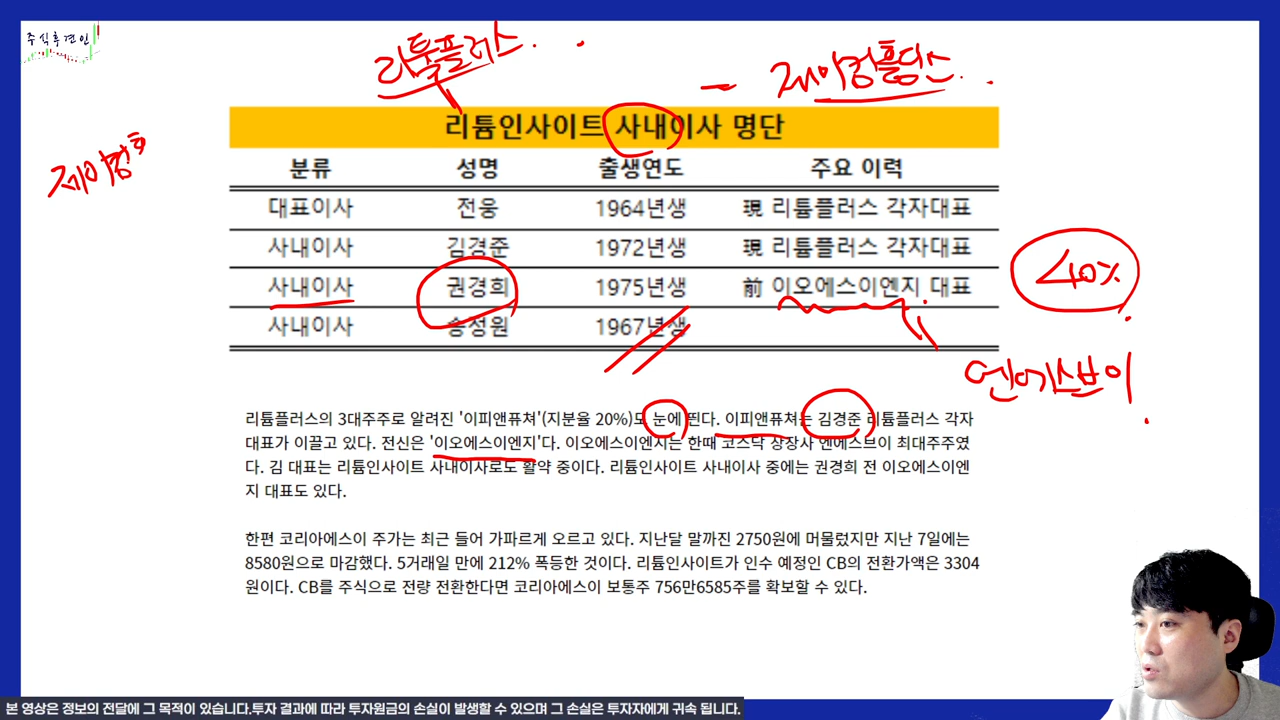 주식후견인
리튬플러스
제이컴홀딩스
제이컴홀
리튬인사이트 사내이사 명단
분류 성명 출생연도 주요 이력
대표이사 전웅 1964년생 現 리튬플러스 각자대표
사내이사 김경준 1972년생 現 리튬플러스 각자대표
사내이사 권경희 1975년생 前 이오에스이엔지 대표
사내이사 송정원 1967년생
40%
엔에스브이
리튬플러스의 3대주주로 알려진 '이피앤퓨쳐'(지분율 20%)도 눈에 띈다. 이피앤퓨쳐는 김경준 리튬플러스 각자
대표가 이끌고 있다. 전신은 '이오에스이엔지'다. 이오에스이엔지는 한때 코스닥 상장사 엔에스브이 최대주주였
다. 김 대표는 리튬인사이트 사내이사로도 활약 중이다. 리튬인사이트 사내이사 중에는 권경희 전 이오에스이엔
지 대표도 있다.
한편 코리아에스이 주가는 최근 들어 가파르게 오르고 있다. 지난달 말까진 2750원에 머물렀지만 지난 7일에는
8580원으로 마감했다. 5거래일 만에 212% 폭등한 것이다. 리튬인사이트가 인수 예정인 CB의 전환가액은 3304
원이다. CB를 주식으로 전량 전환한다면 코리아에스이 보통주 756만6585주를 확보할 수 있다.
본 영상은 정보의 전달에 그 목적이 있습니다.투자 결과에 따라 투자원금의 손실이 발생할 수 있으며 그 손실은 투자자에게 귀속 됩니다.